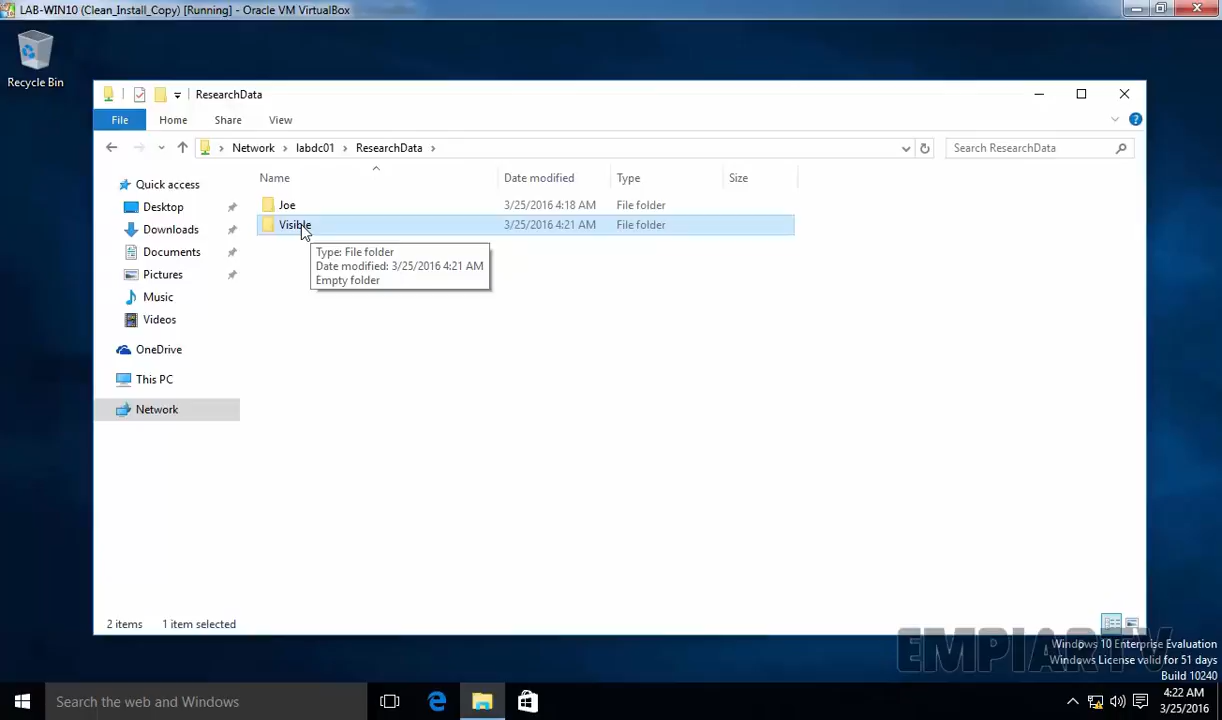 LAB-WIN10 (Clean_Install_Copy) [Running] - Oracle VM VirtualBox
Recycle Bin
ResearchData
File Home Share View
Network labdc01 ResearchData
Search ResearchData
Name Date modified Type Size
Quick access
Desktop
Downloads
Documents
Pictures
Music
Videos
OneDrive
This PC
Network
Joe 3/25/2016 4:18 AM File folder
Visible 3/25/2016 4:21 AM File folder
Type: File folder
Date modified: 3/25/2016 4:21 AM
Empty folder
2 items 1 item selected
EMPIARTV
Windows 10 Enterprise Evaluation
Windows License valid for 51 days
Build 10240
Search the web and Windows
4:22 AM
3/25/2016